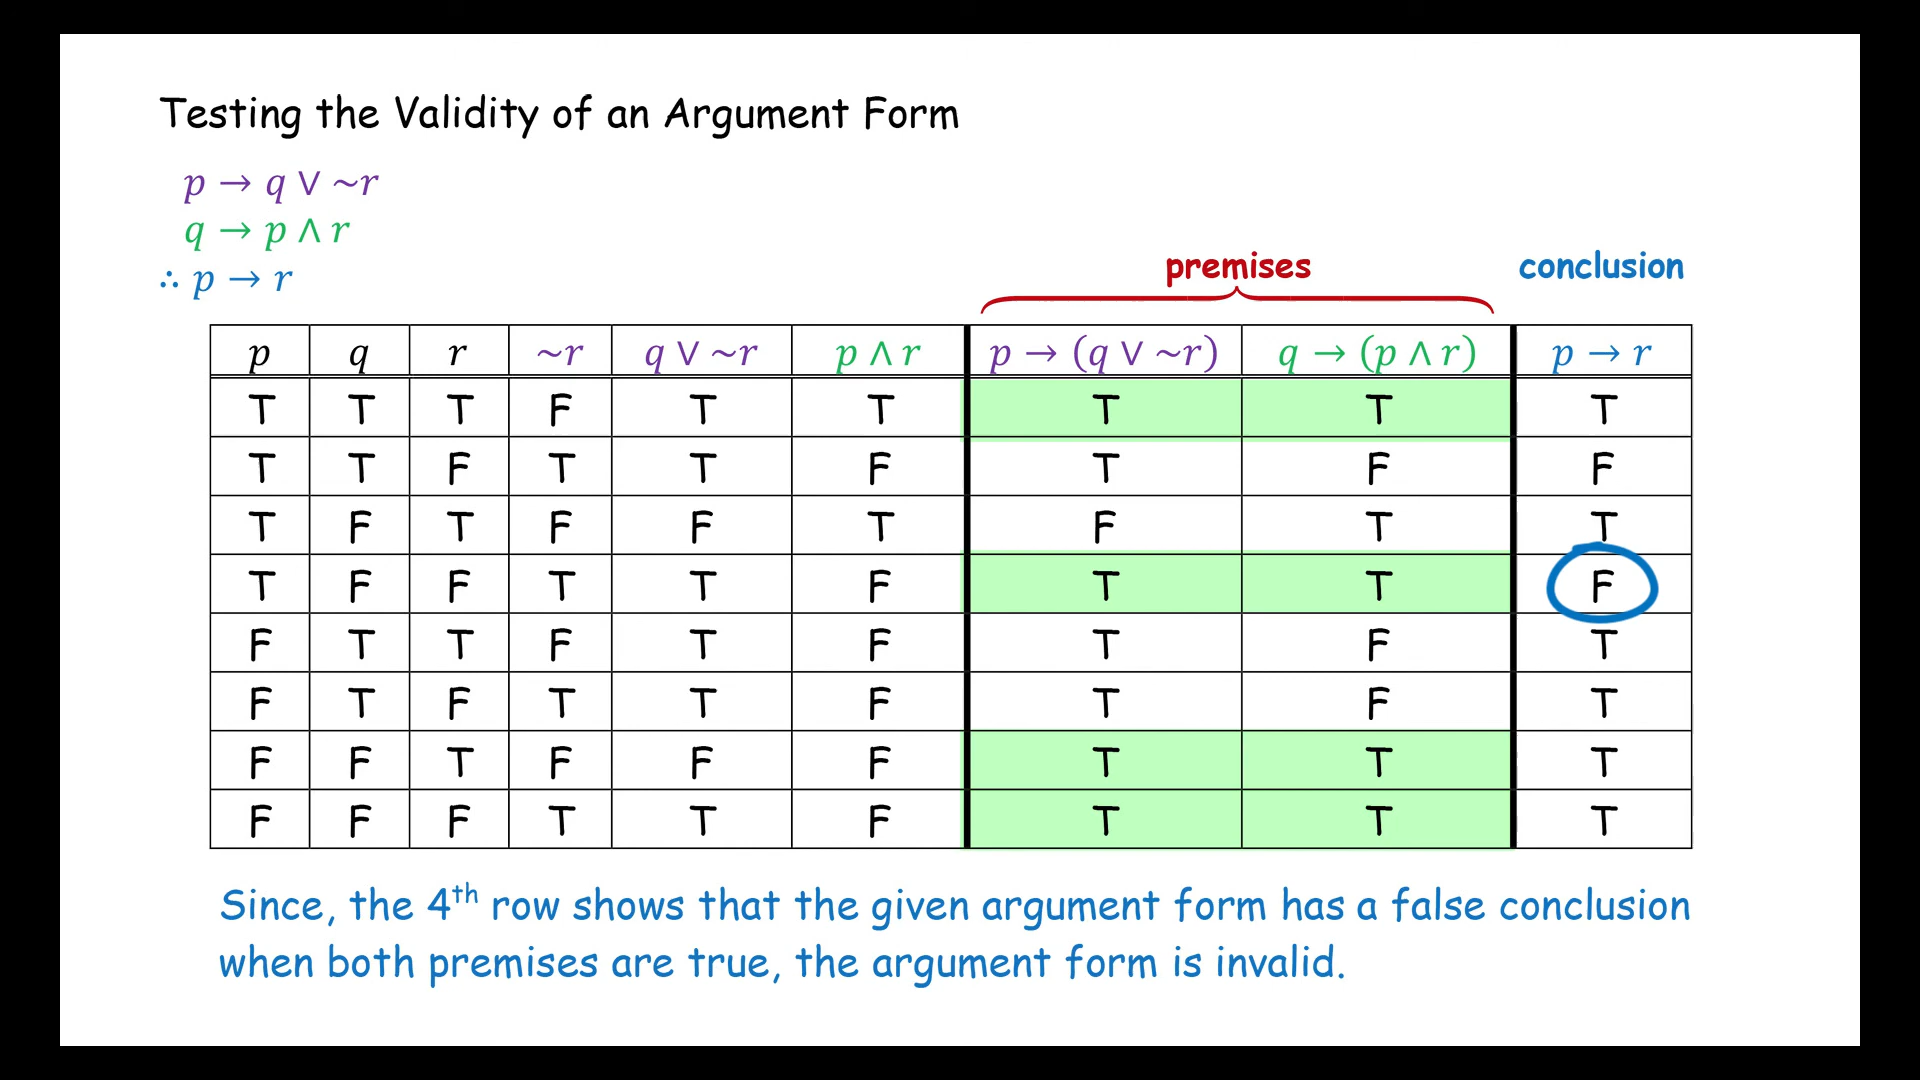 Testing the Validity of an Argument Form
p → q ∨ ~r
q → p ∧ r
∴ p → r
premises conclusion
p q r ~r q ∨ ~r p ∧ r p → (q ∨ ~r) q → (p ∧ r) p → r
T T T F T T T T T
T T F T T F T F F
T F T F F T F T T
T F F T T F T T F
F T T F T F T F T
F T F T T F T F T
F F T F F F T T T
F F F T T F T T T
Since, the 4th row shows that the given argument form has a false conclusion
when both premises are true, the argument form is invalid.